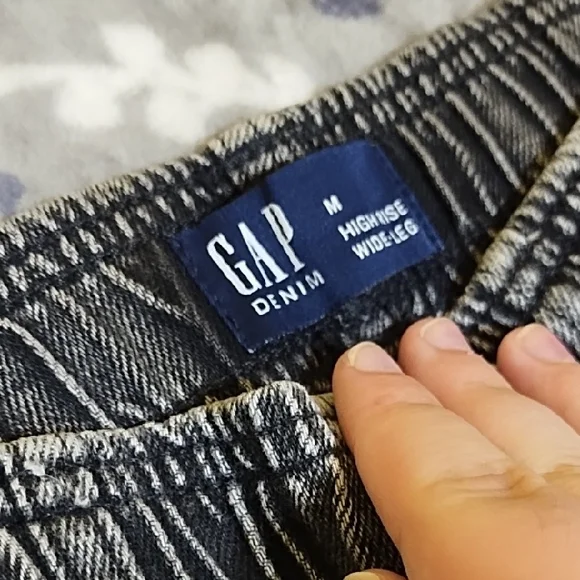 GAP
DENIM
M
HIGH RISE
WIDE-LEG